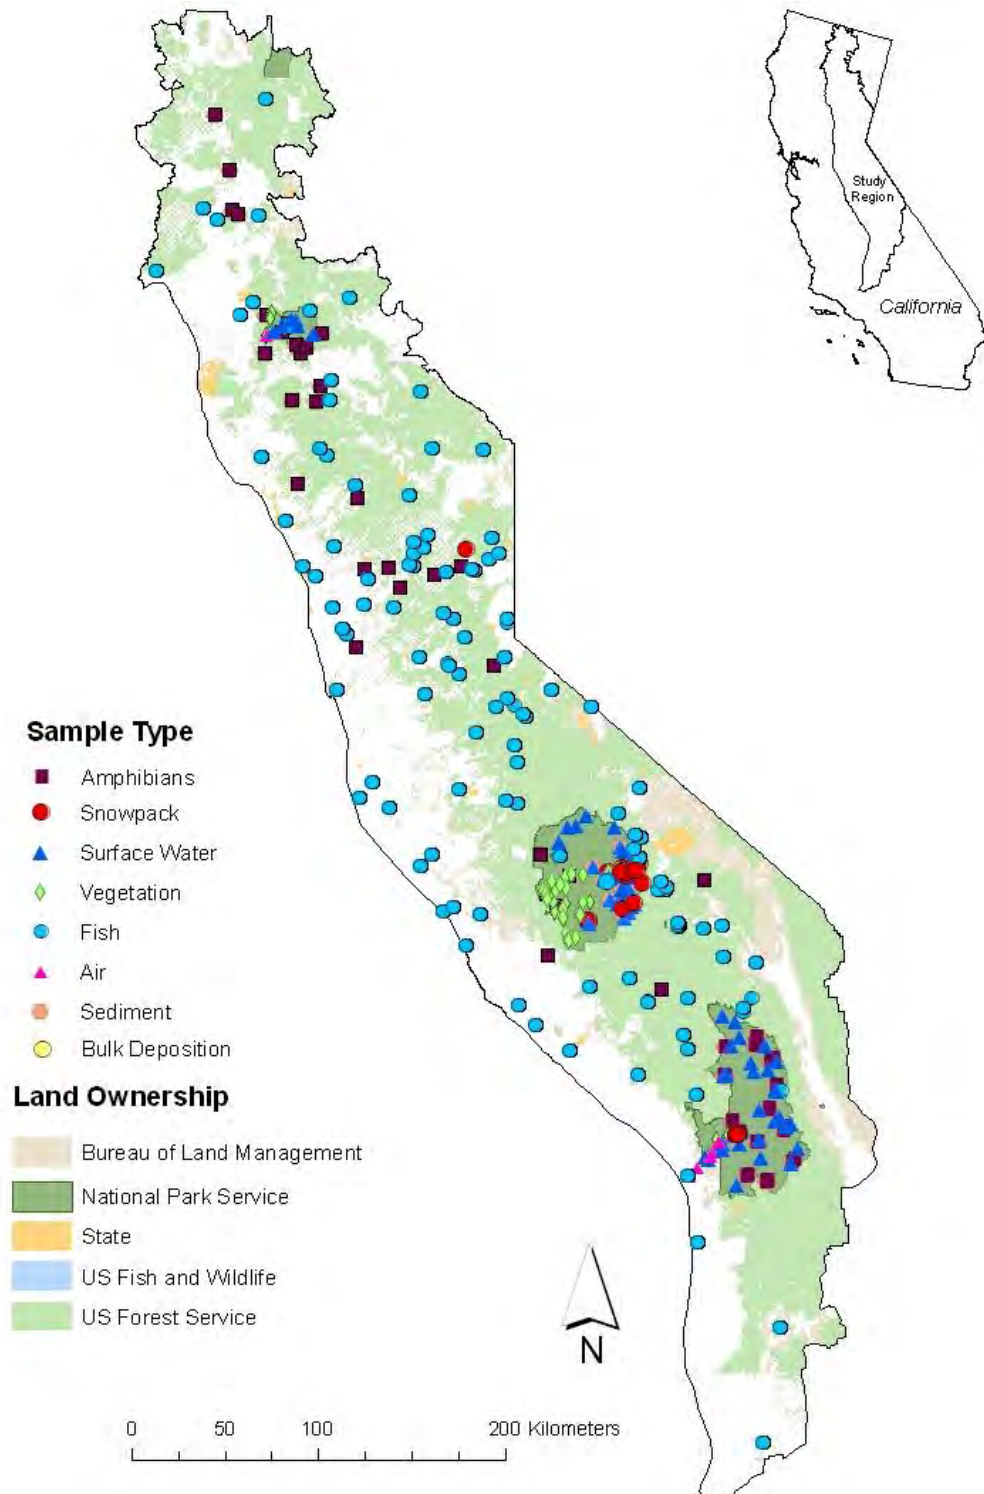 Study
Region
California
Sample Type
Amphibians
Snowpack
Surface Water
Vegetation
Fish
Air
Sediment
Bulk Deposition
Land Ownership
Bureau of Land Management
National Park Service
State
US Fish and Wildlife
US Forest Service
N
0 50 100 200 Kilometers